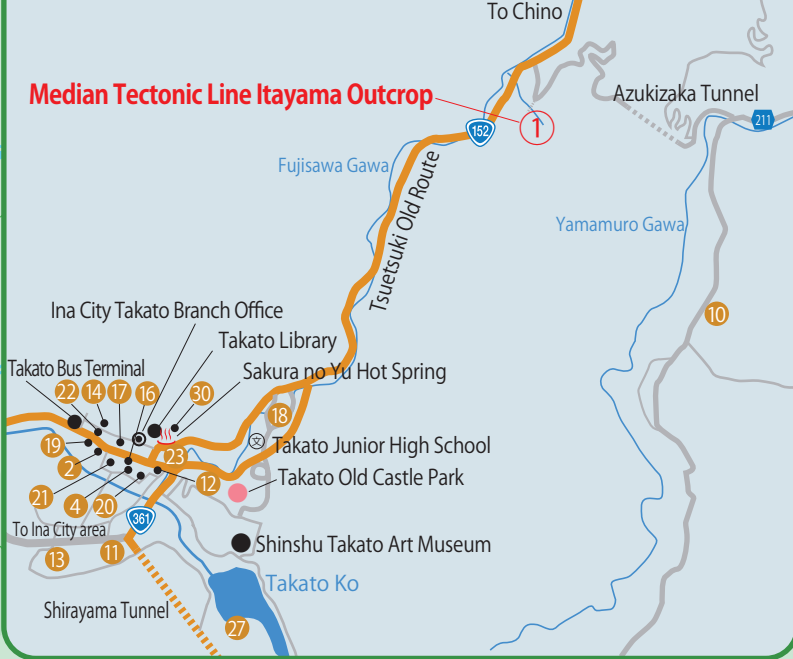 To Chino
Median Tectonic Line Itayama Outcrop
Azukizaka Tunnel
1
152
211
Fujisawa Gawa
Tsuetsuki Old Route
Yamamuro Gawa
Ina City Takato Branch Office
10
Takato Library
Takato Bus Terminal
Sakura no Yu Hot Spring
22
14
17
16
30
18
文
Takato Junior High School
19
23
2
12
Takato Old Castle Park
21
4
20
361
To Ina City area
11
13
Shinshu Takato Art Museum
Takato Ko
Shirayama Tunnel
27